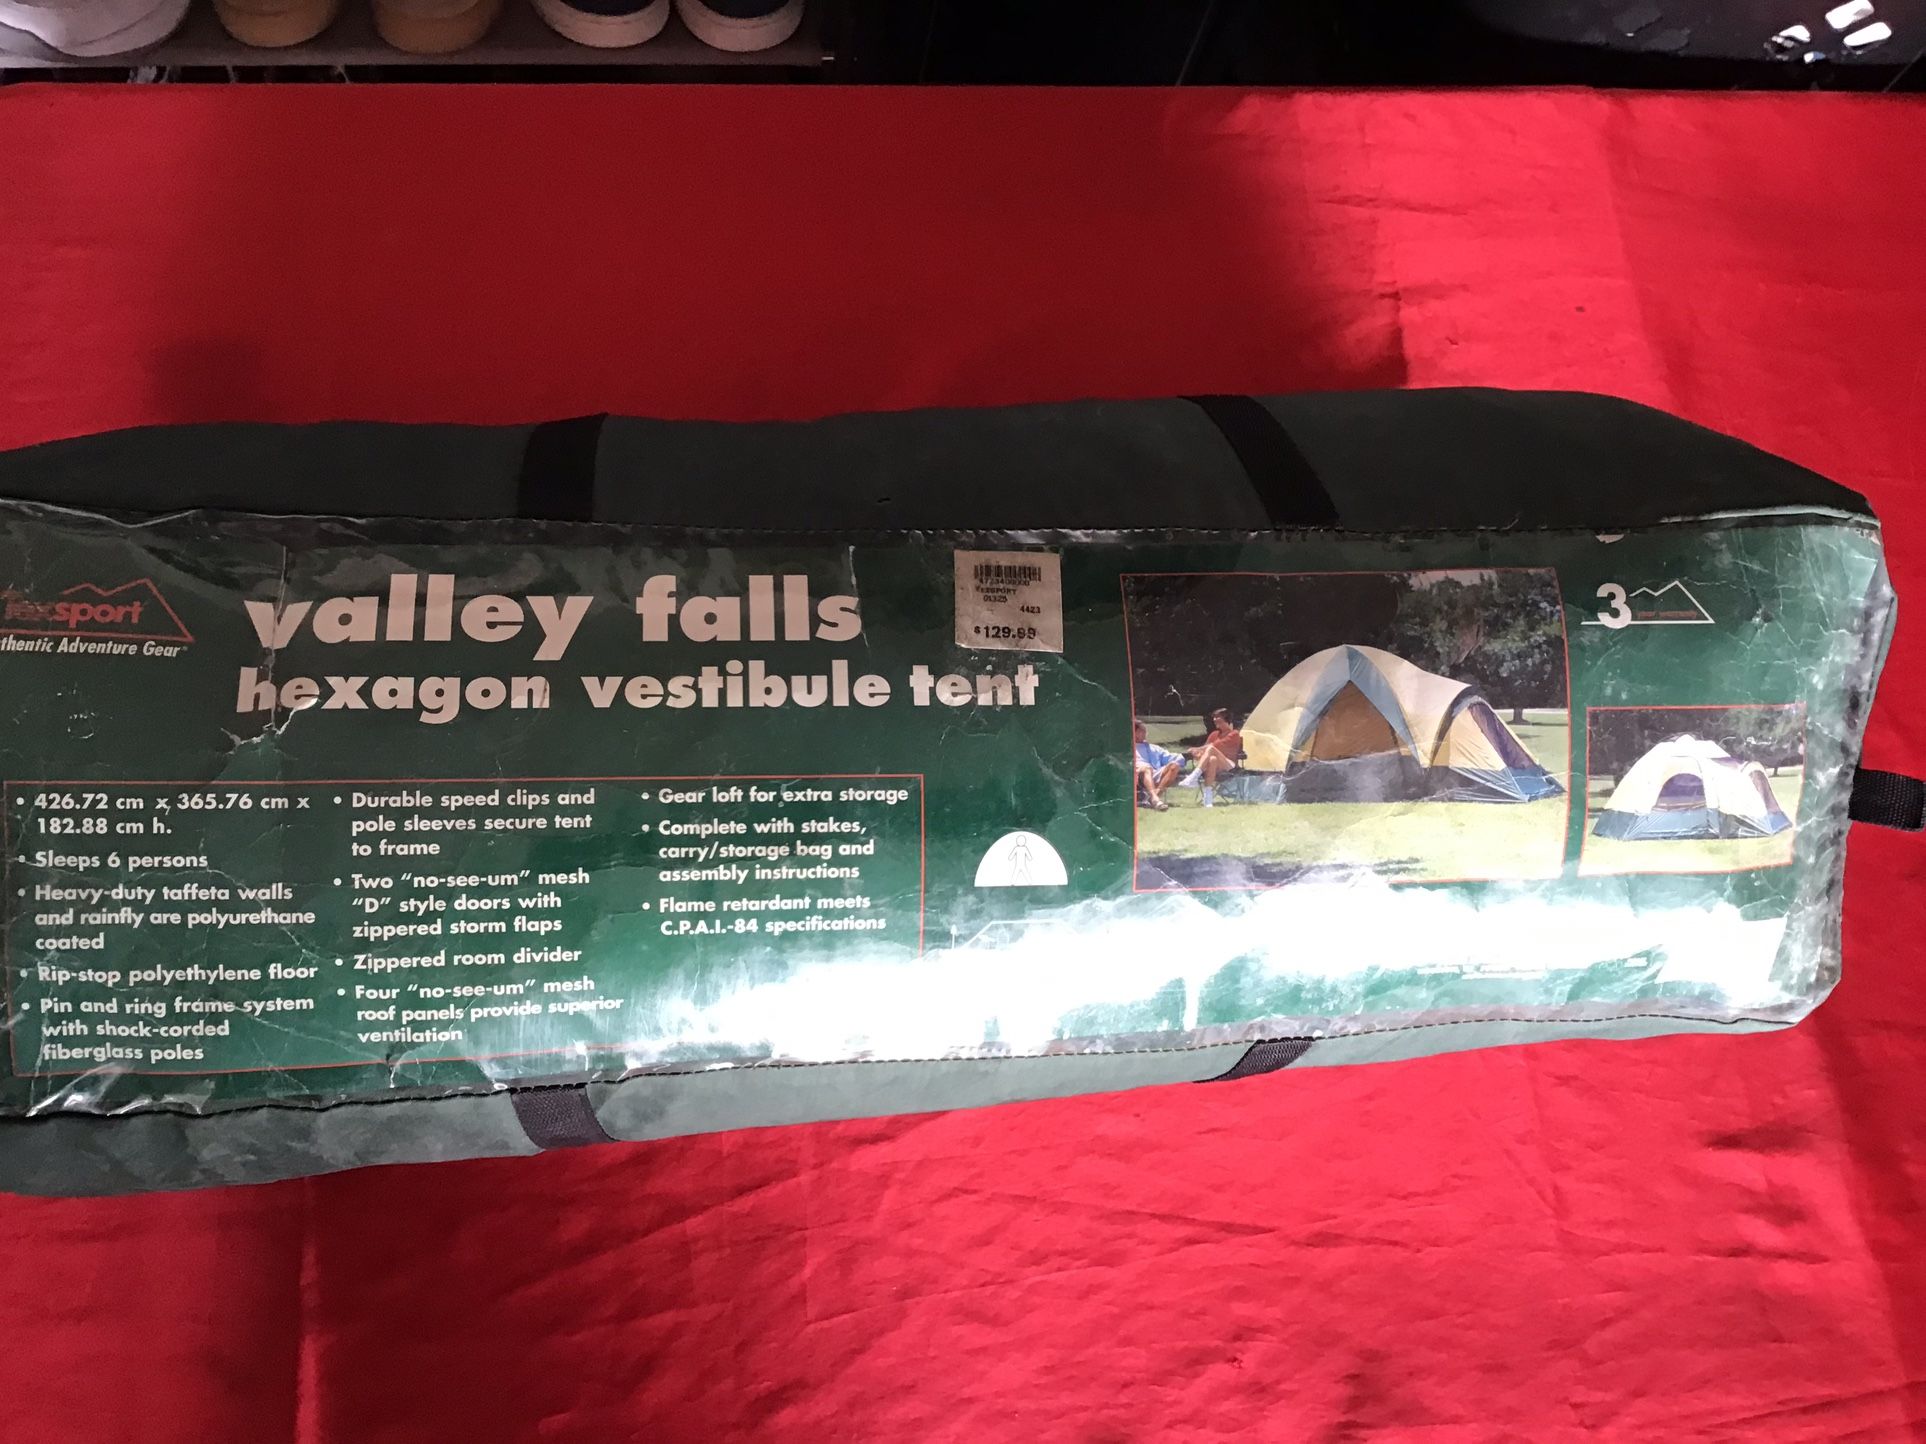 texsport
thentic Adventure Gear
valley falls
hexagon vestibule tent
TEXSPORT
01325
4423
$129.99
3
• 426.72 cm x 365.76 cm x
182.88 cm h.
• Sleeps 6 persons
• Heavy-duty taffeta walls
and rainfly are polyurethane
coated
• Rip-stop polyethylene floor
• Pin and ring frame system
with shock-corded
fiberglass poles
• Durable speed clips and
pole sleeves secure tent
to frame
• Two "no-see-um" mesh
"D" style doors with
zippered storm flaps
• Zippered room divider
• Four "no-see-um" mesh
roof panels provide superior
ventilation
• Gear loft for extra storage
• Complete with stakes,
carry/storage bag and
assembly instructions
• Flame retardant meets
C.P.A.I.-84 specifications